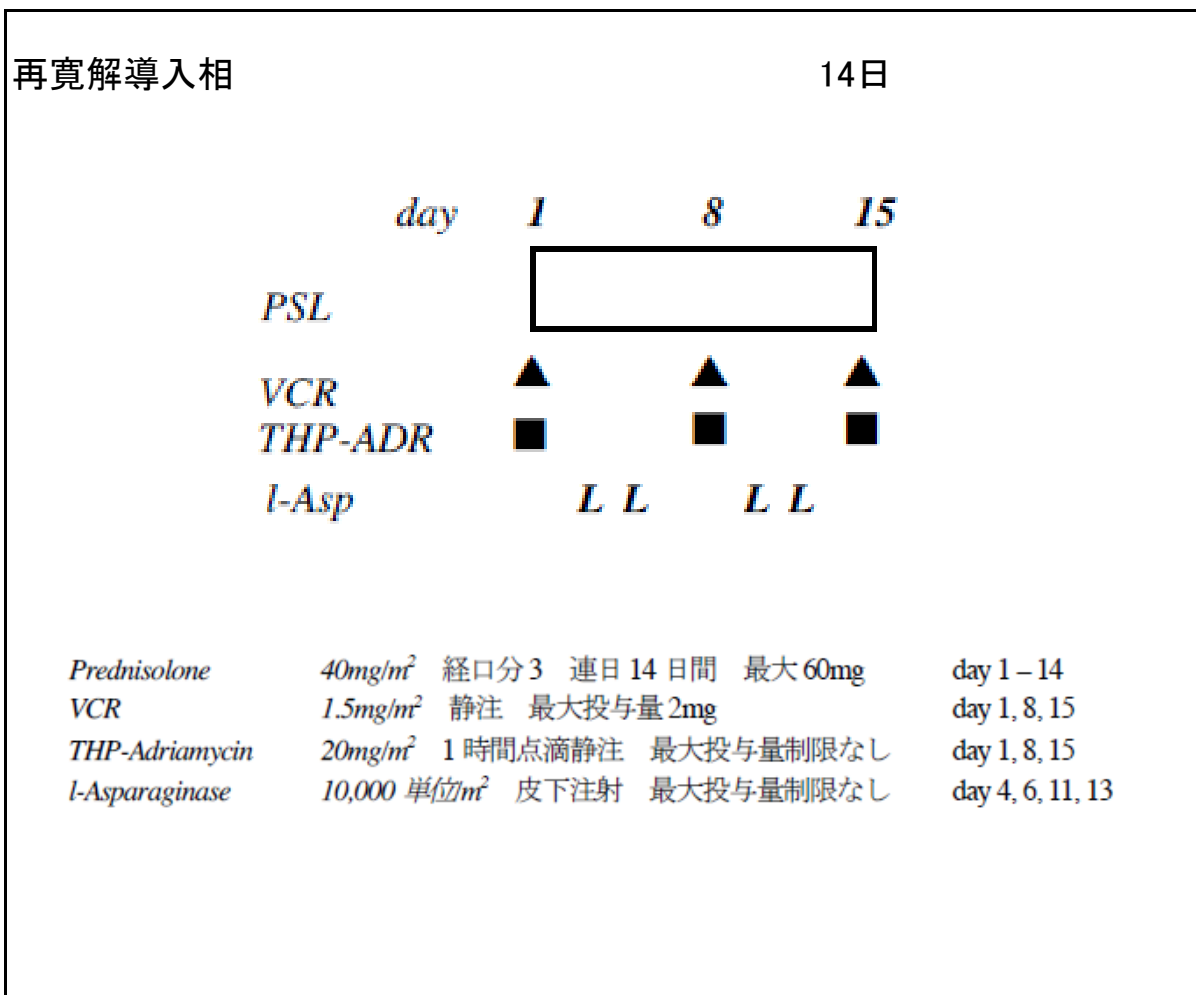 再寛解導入相 14日
day 1 8 15
PSL
VCR ▲ ▲ ▲
THP-ADR ■ ■ ■
l-Asp L L L L
Prednisolone 40mg/m² 経口分3 連日14日間 最大60mg day 1 – 14
VCR 1.5mg/m² 静注 最大投与量2mg day 1, 8, 15
THP-Adriamycin 20mg/m² 1時間点滴静注 最大投与量制限なし day 1, 8, 15
l-Asparaginase 10,000 単位/m² 皮下注射 最大投与量制限なし day 4, 6, 11, 13